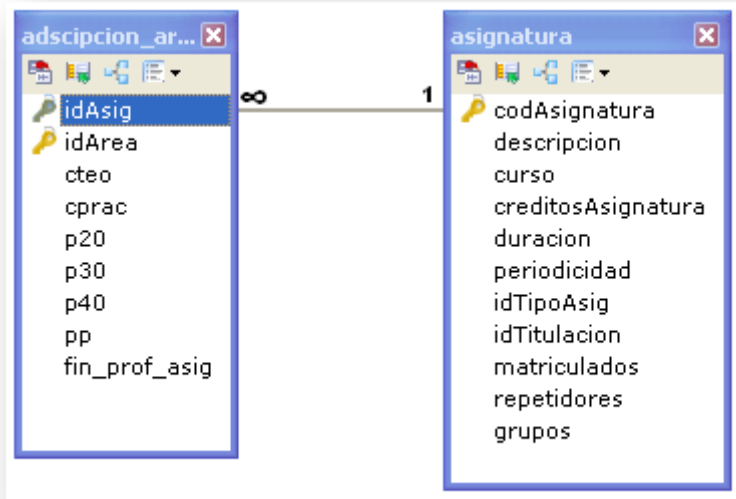 adscipcion_ar...
idAsig
idArea
cteo
cprac
p20
p30
p40
pp
fin_prof_asig
∞ 1
asignatura
codAsignatura
descripcion
curso
creditosAsignatura
duracion
periodicidad
idTipoAsig
idTitulacion
matriculados
repetidores
grupos